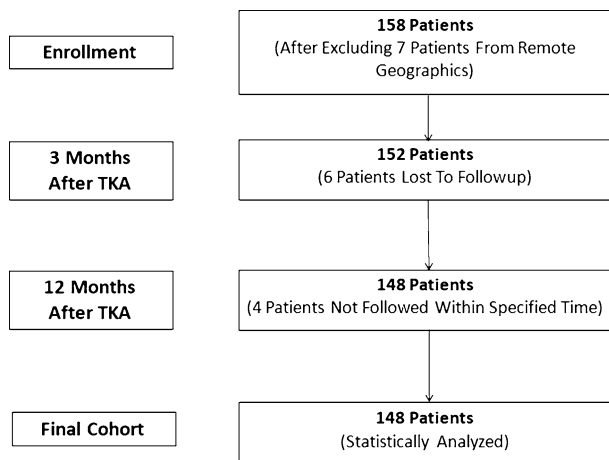 Enrollment
158 Patients
(After Excluding 7 Patients From Remote
Geographics)
3 Months
After TKA
152 Patients
(6 Patients Lost To Followup)
12 Months
After TKA
148 Patients
(4 Patients Not Followed Within Specified Time)
Final Cohort
148 Patients
(Statistically Analyzed)